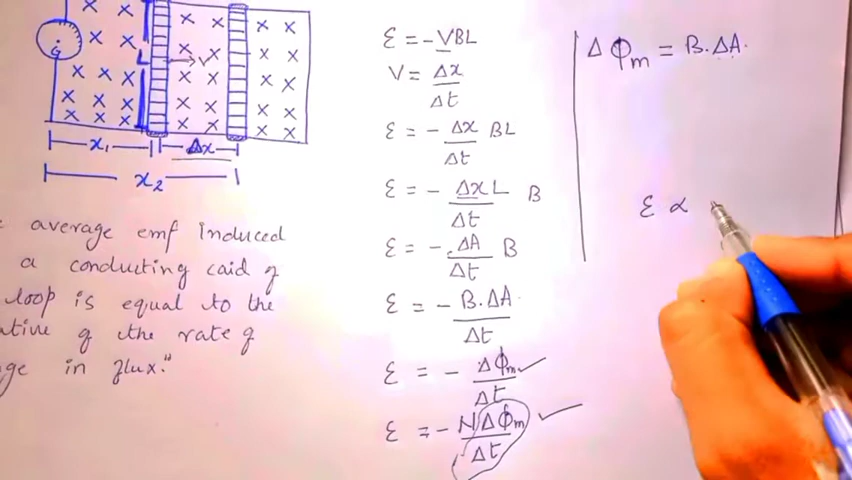 G
L
→ V
x₁
Δx
x₂
average emf induced
a conducting caid of
loop is equal to the
ative of the rate of
ge in flux."
Ɛ = -VBL
V = Δx/Δt
Ɛ = - Δx/Δt BL
Ɛ = - ΔxL/Δt B
Ɛ = - ΔA/Δt B
Ɛ = - B.ΔA/Δt
Ɛ = - Δϕm/Δt ✓
Ɛ = - NΔϕm/Δt ✓
Δϕm = B.ΔA.
Ɛ ∝